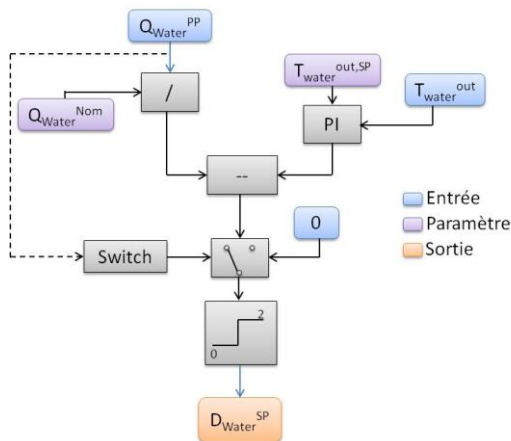 Q_Water^PP
T_water^out,SP
T_water^out
/
Q_Water^Nom
PI
--
0
Entrée
Paramètre
Sortie
Switch
2
0
D_Water^SP